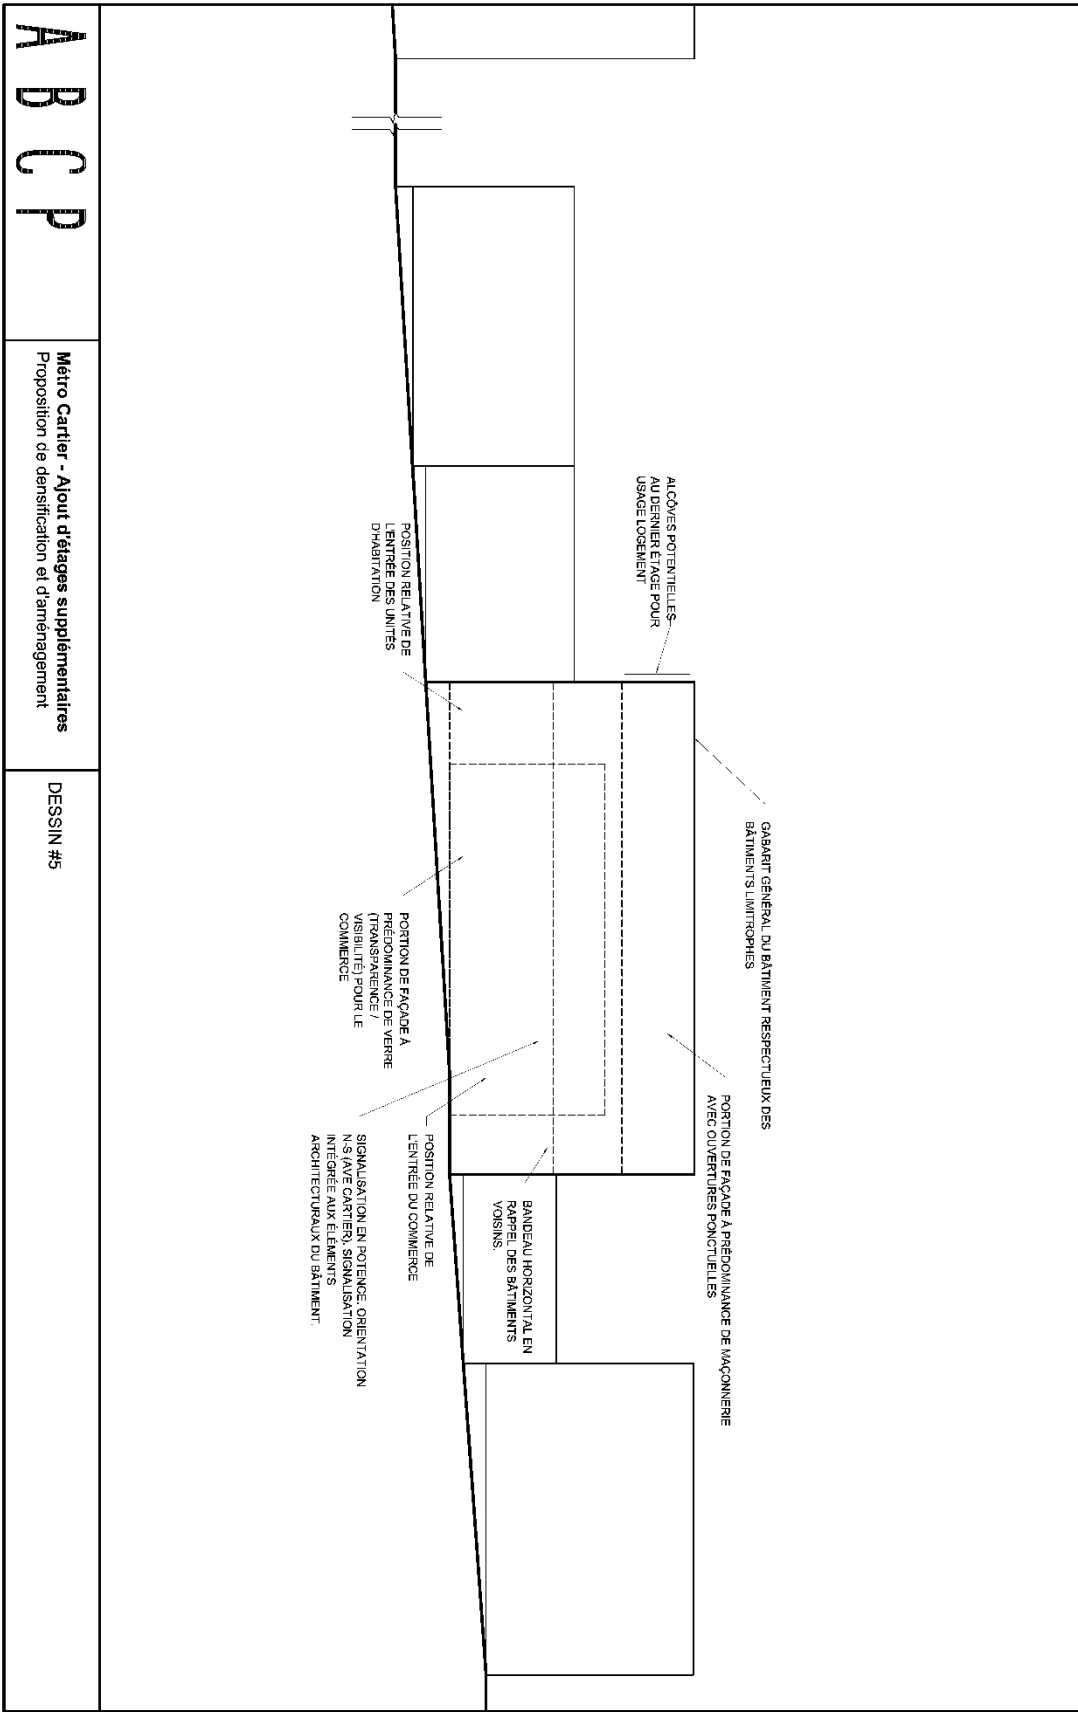 GABARIT GÉNÉRAL DU BÂTIMENT RESPECTUEUX DES
BÂTIMENTS LIMITROPHES
PORTION DE FAÇADE À PRÉDOMINANCE DE MAÇONNERIE
AVEC OUVERTURES PONCTUELLES
ALCÔVES POTENTIELLES
AU DERNIER ÉTAGE POUR
USAGE LOGEMENT
BANDEAU HORIZONTAL EN
RAPPEL DES BÂTIMENTS
VOISINS.
POSITION RELATIVE DE
L'ENTRÉE DES UNITÉS
D'HABITATION
PORTION DE FAÇADE À
PRÉDOMINANCE DE VERRE
(TRANSPARENCE /
VISIBILITÉ) POUR LE
COMMERCE
POSITION RELATIVE DE
L'ENTRÉE DU COMMERCE
SIGNALISATION EN POTENCE. ORIENTATION
N-S (AVE CARTIER). SIGNALISATION
INTÉGRÉE AUX ÉLÉMENTS
ARCHITECTURAUX DU BÂTIMENT.
A B C P
Métro Cartier - Ajout d'étages supplémentaires
Proposition de densification et d'aménagement
DESSIN #5